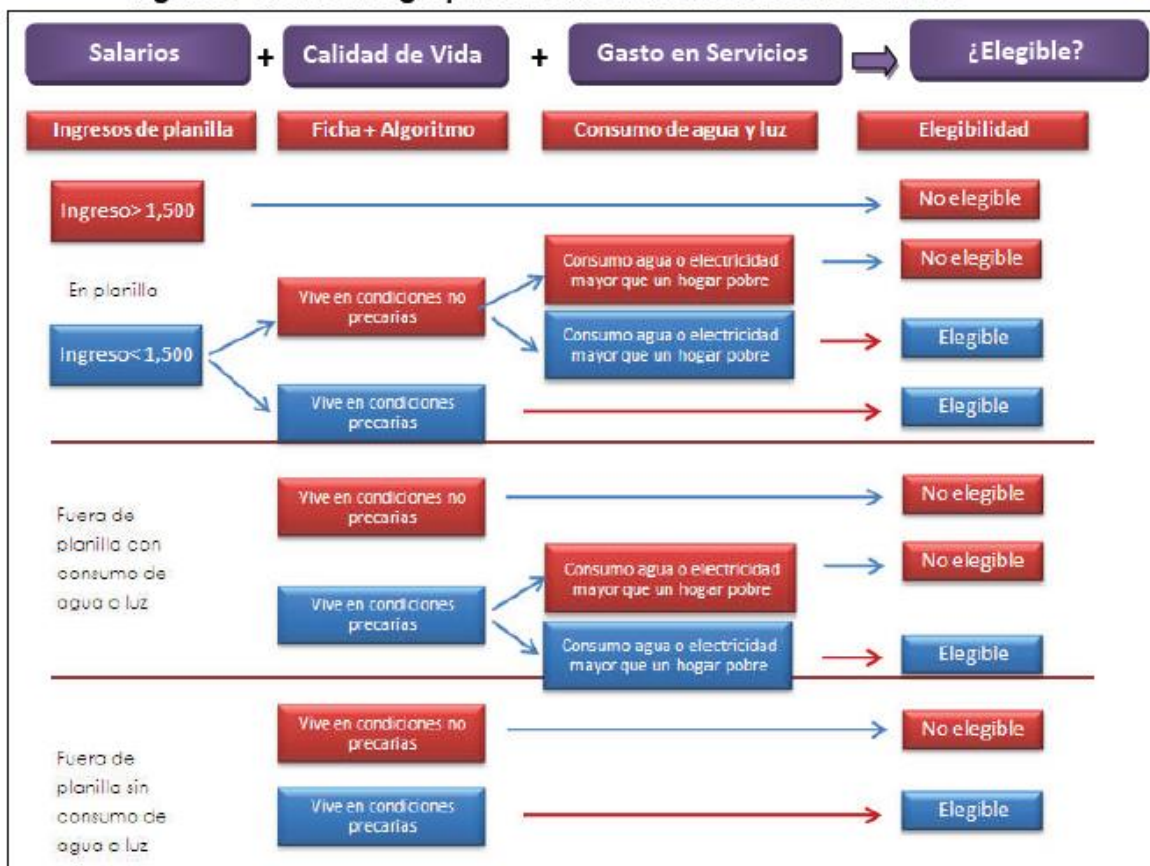 Salarios + Calidad de Vida + Gasto en Servicios ¿Elegible?
Ingresos de planilla
Ficha + Algoritmo
Consumo de agua y luz
Elegibilidad
Ingreso> 1,500
No elegible
En planilla
Ingreso< 1,500
Vive en condiciones no
precarias
Consumo agua o electricidad
mayor que un hogar pobre
No elegible
Consumo agua o electricidad
mayor que un hogar pobre
Elegible
Vive en condiciones
precarias
Elegible
Fuera de
planilla con
consumo de
agua o luz
Vive en condiciones no
precarias
No elegible
Vive en condiciones
precarias
Consumo agua o electricidad
mayor que un hogar pobre
No elegible
Consumo agua o electricidad
mayor que un hogar pobre
Elegible
Fuera de
planilla sin
consumo de
agua o luz
Vive en condiciones no
precarias
No elegible
Vive en condiciones
precarias
Elegible